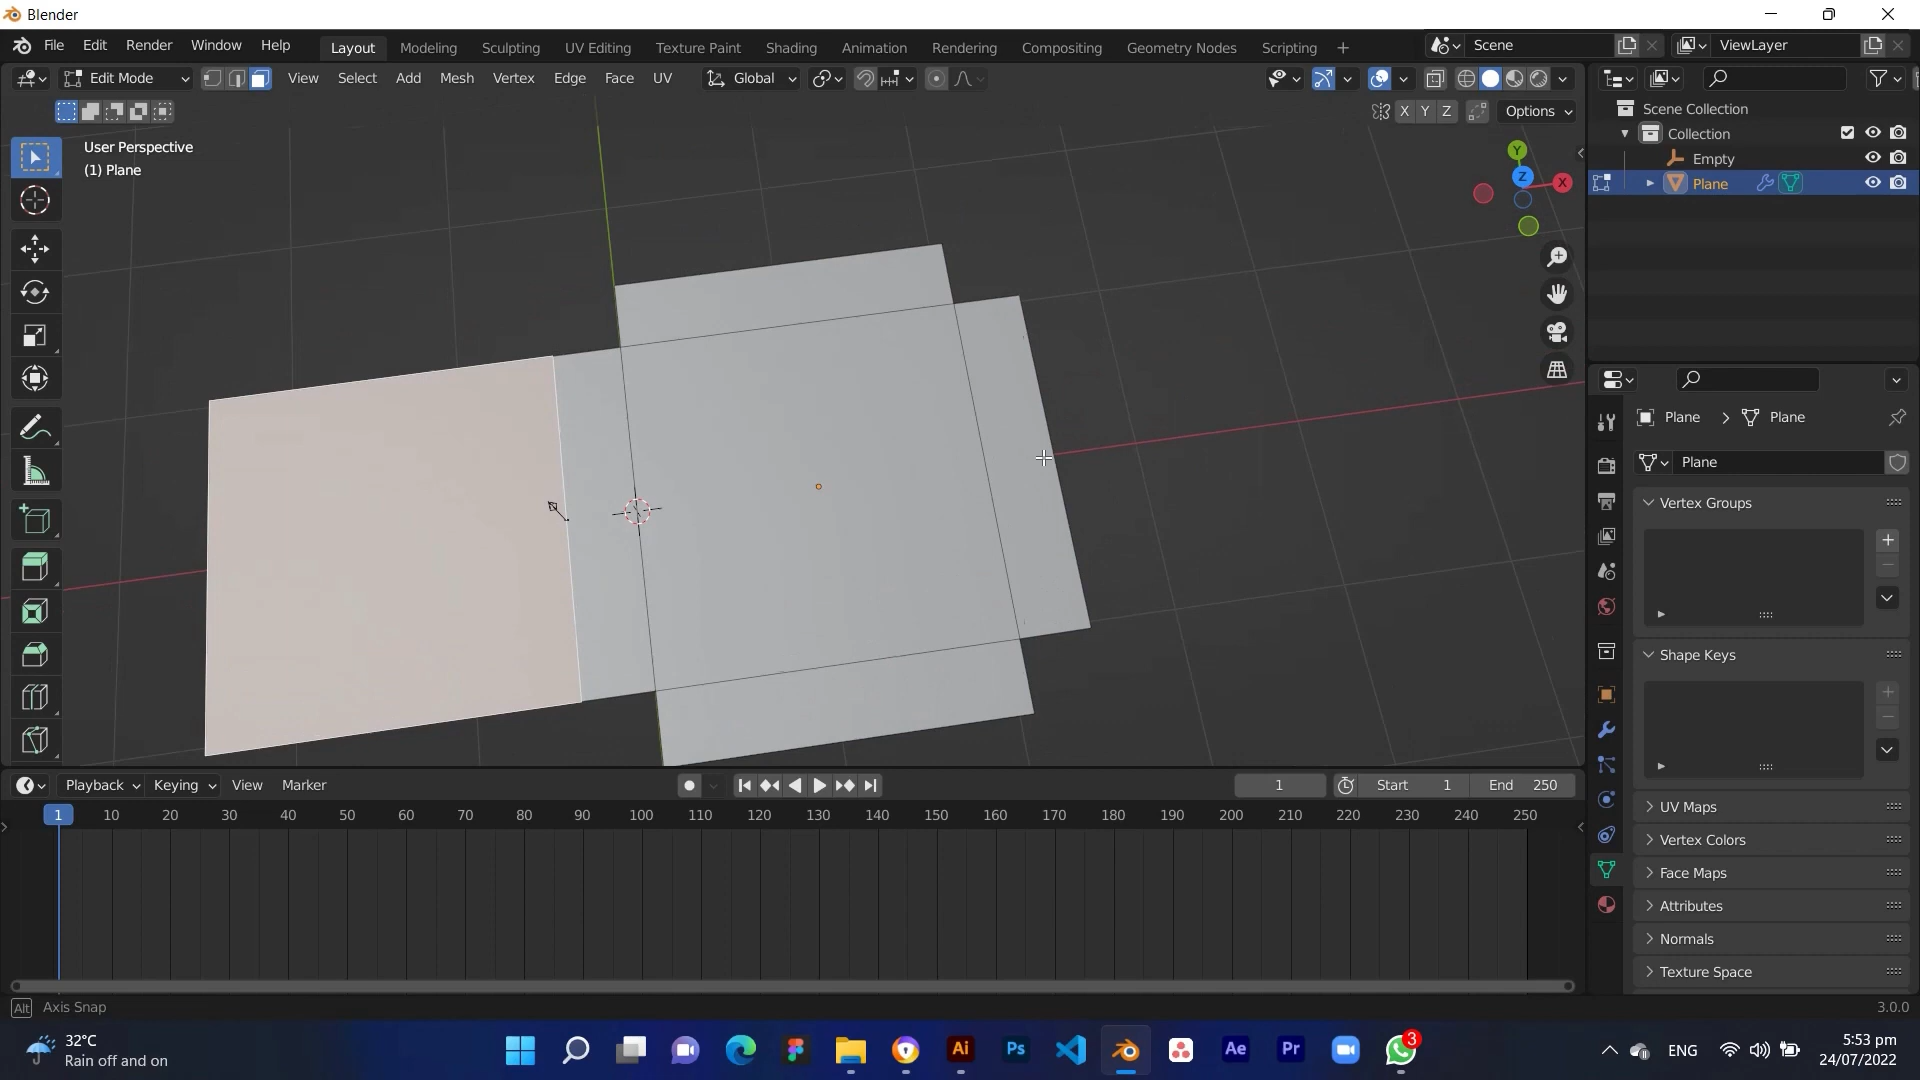 Blender
File Edit Render Window Help
Layout Modeling Sculpting UV Editing Texture Paint Shading Animation Rendering Compositing Geometry Nodes Scripting +
Scene
ViewLayer
Edit Mode
View Select Add Mesh Vertex Edge Face UV
Global
X Y Z
Options
User Perspective
(1) Plane
Y
Z
X
Scene Collection
Collection
Empty
Plane
Plane > Plane
Plane
Vertex Groups
Shape Keys
UV Maps
Vertex Colors
Face Maps
Attributes
Normals
Texture Space
Playback Keying View Marker
1
Start 1
End 250
1 10 20 30 40 50 60 70 80 90 100 110 120 130 140 150 160 170 180 190 200 210 220 230 240 250
Alt Axis Snap
3.0.0
32°C
Rain off and on
Ai Ps Ae Pr 3
ENG
5:53 pm
24/07/2022